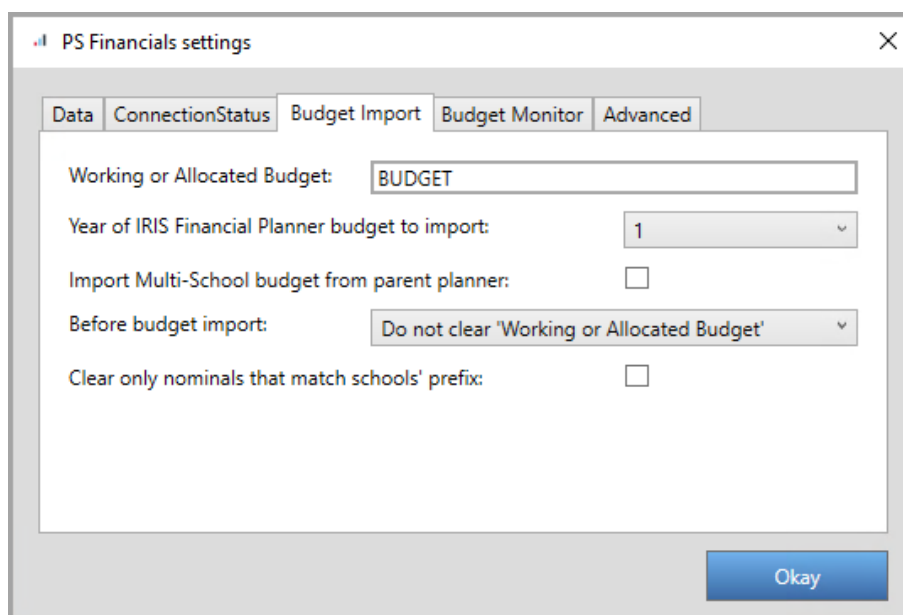 PS Financials settings
Data ConnectionStatus Budget Import Budget Monitor Advanced
Working or Allocated Budget: BUDGET
Year of IRIS Financial Planner budget to import: 1
Import Multi-School budget from parent planner:
Before budget import: Do not clear 'Working or Allocated Budget'
Clear only nominals that match schools' prefix:
Okay